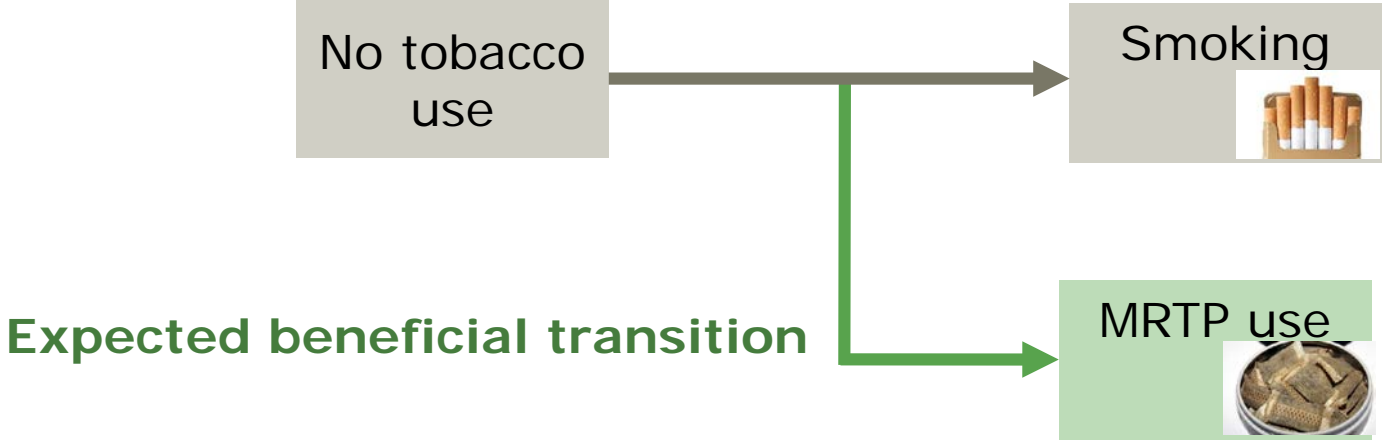 No tobacco
use
Smoking
MRTP use
Expected beneficial transition